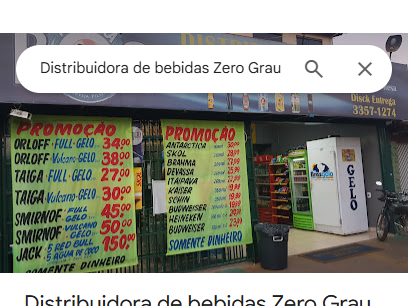 Distribuidora de bebidas Zero Grau
Disck Entrega
3357-1274
PROMOÇÃO
ORLOFF·FULL·GELO· 34,00
ORLOFF·Vulcano·GELO· 38,00
TAIGA·FULL·GELO· 27,00
TAIGA·Vulcano·GELO· 30,00
SMIRNOF FULL GELO 45,00
SMIRNOF VULCANO GELO 50,00
JACK 5 RED BULL 5 ÁGUA DE COCO 150,00
SOMENTE DINHEIRO
PROMOÇÃO
ANTARCTICA 30,00
SKOL
BRAHMA
DEVASSA
ITAIPAVA
KAISER
SCHIN
BUDWEISER
HEINEKEN
BUDWEISER
SOMENTE DINHEIRO
GELO
Distribuidora de bebidas Zero Grau